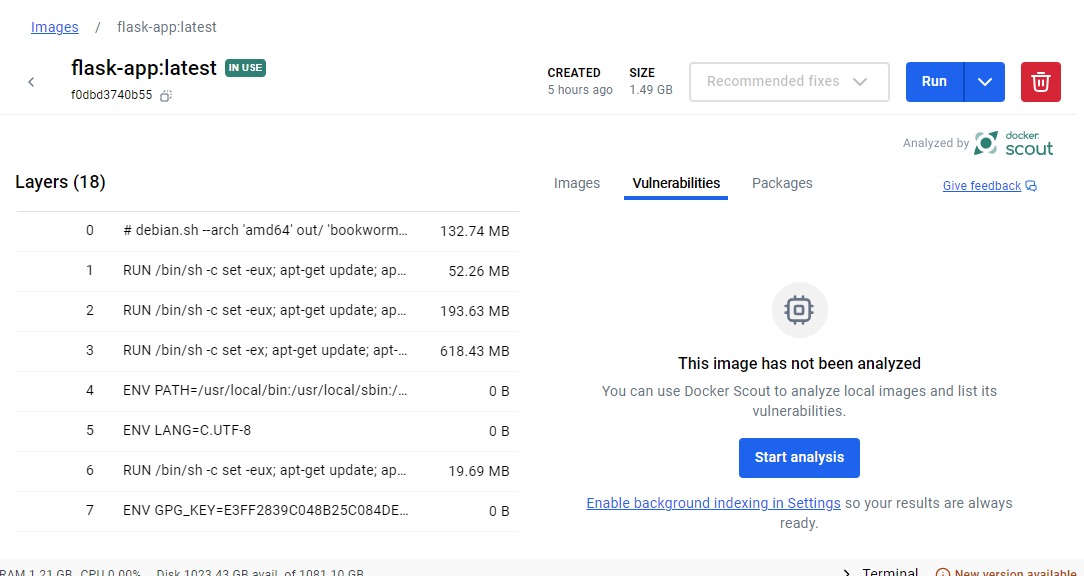 Images / flask-app:latest
flask-app:latest IN USE
f0dbd3740b55
CREATED
5 hours ago
SIZE
1.49 GB
Recommended fixes
Run
Analyzed by docker scout
Layers (18)
Images Vulnerabilities Packages
Give feedback
0 # debian.sh --arch 'amd64' out/ 'bookworm... 132.74 MB
1 RUN /bin/sh -c set -eux; apt-get update; ap... 52.26 MB
2 RUN /bin/sh -c set -eux; apt-get update; ap... 193.63 MB
3 RUN /bin/sh -c set -ex; apt-get update; apt-... 618.43 MB
4 ENV PATH=/usr/local/bin:/usr/local/sbin:/... 0 B
5 ENV LANG=C.UTF-8 0 B
6 RUN /bin/sh -c set -eux; apt-get update; ap... 19.69 MB
7 ENV GPG_KEY=E3FF2839C048B25C084DE... 0 B
This image has not been analyzed
You can use Docker Scout to analyze local images and list its
vulnerabilities.
Start analysis
Enable background indexing in Settings so your results are always
ready.
RAM 1.21 GB CPU 0.00% Disk 1023.43 GB avail. of 1081.10 GB
Terminal
New version available